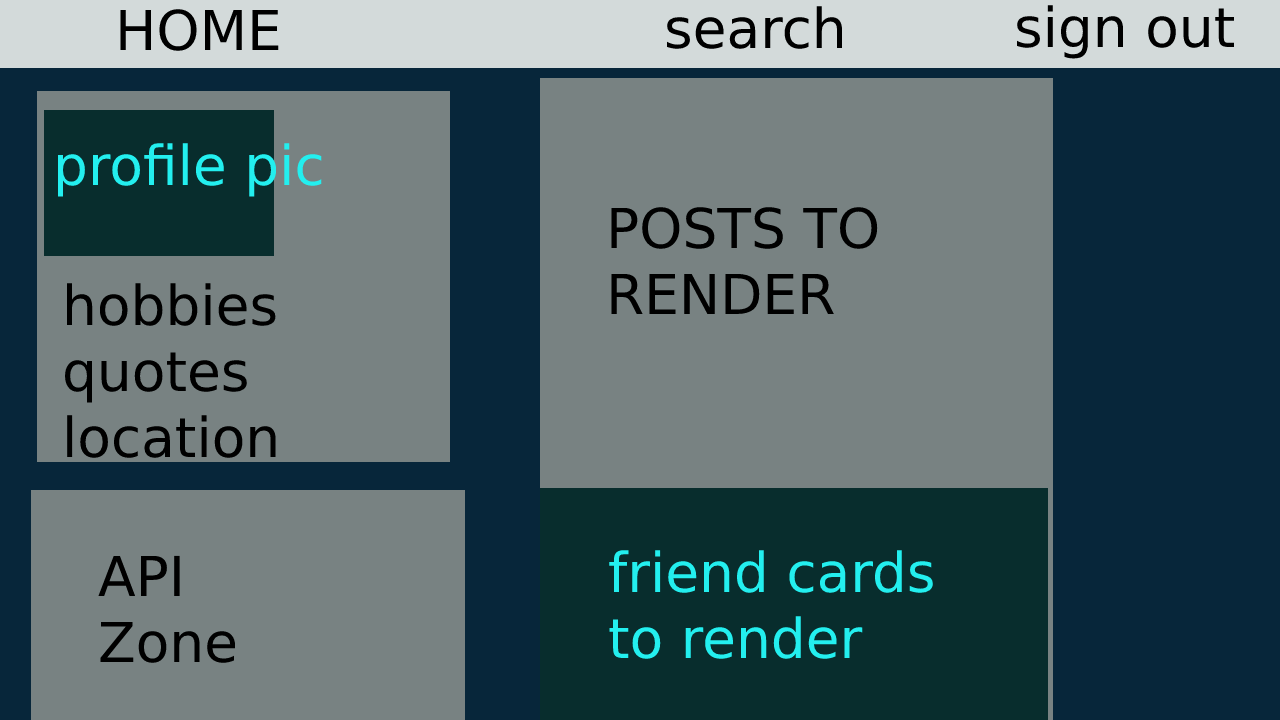 HOME search sign out
profile pic
hobbies
quotes
location
POSTS TO
RENDER
API
Zone
friend cards
to render